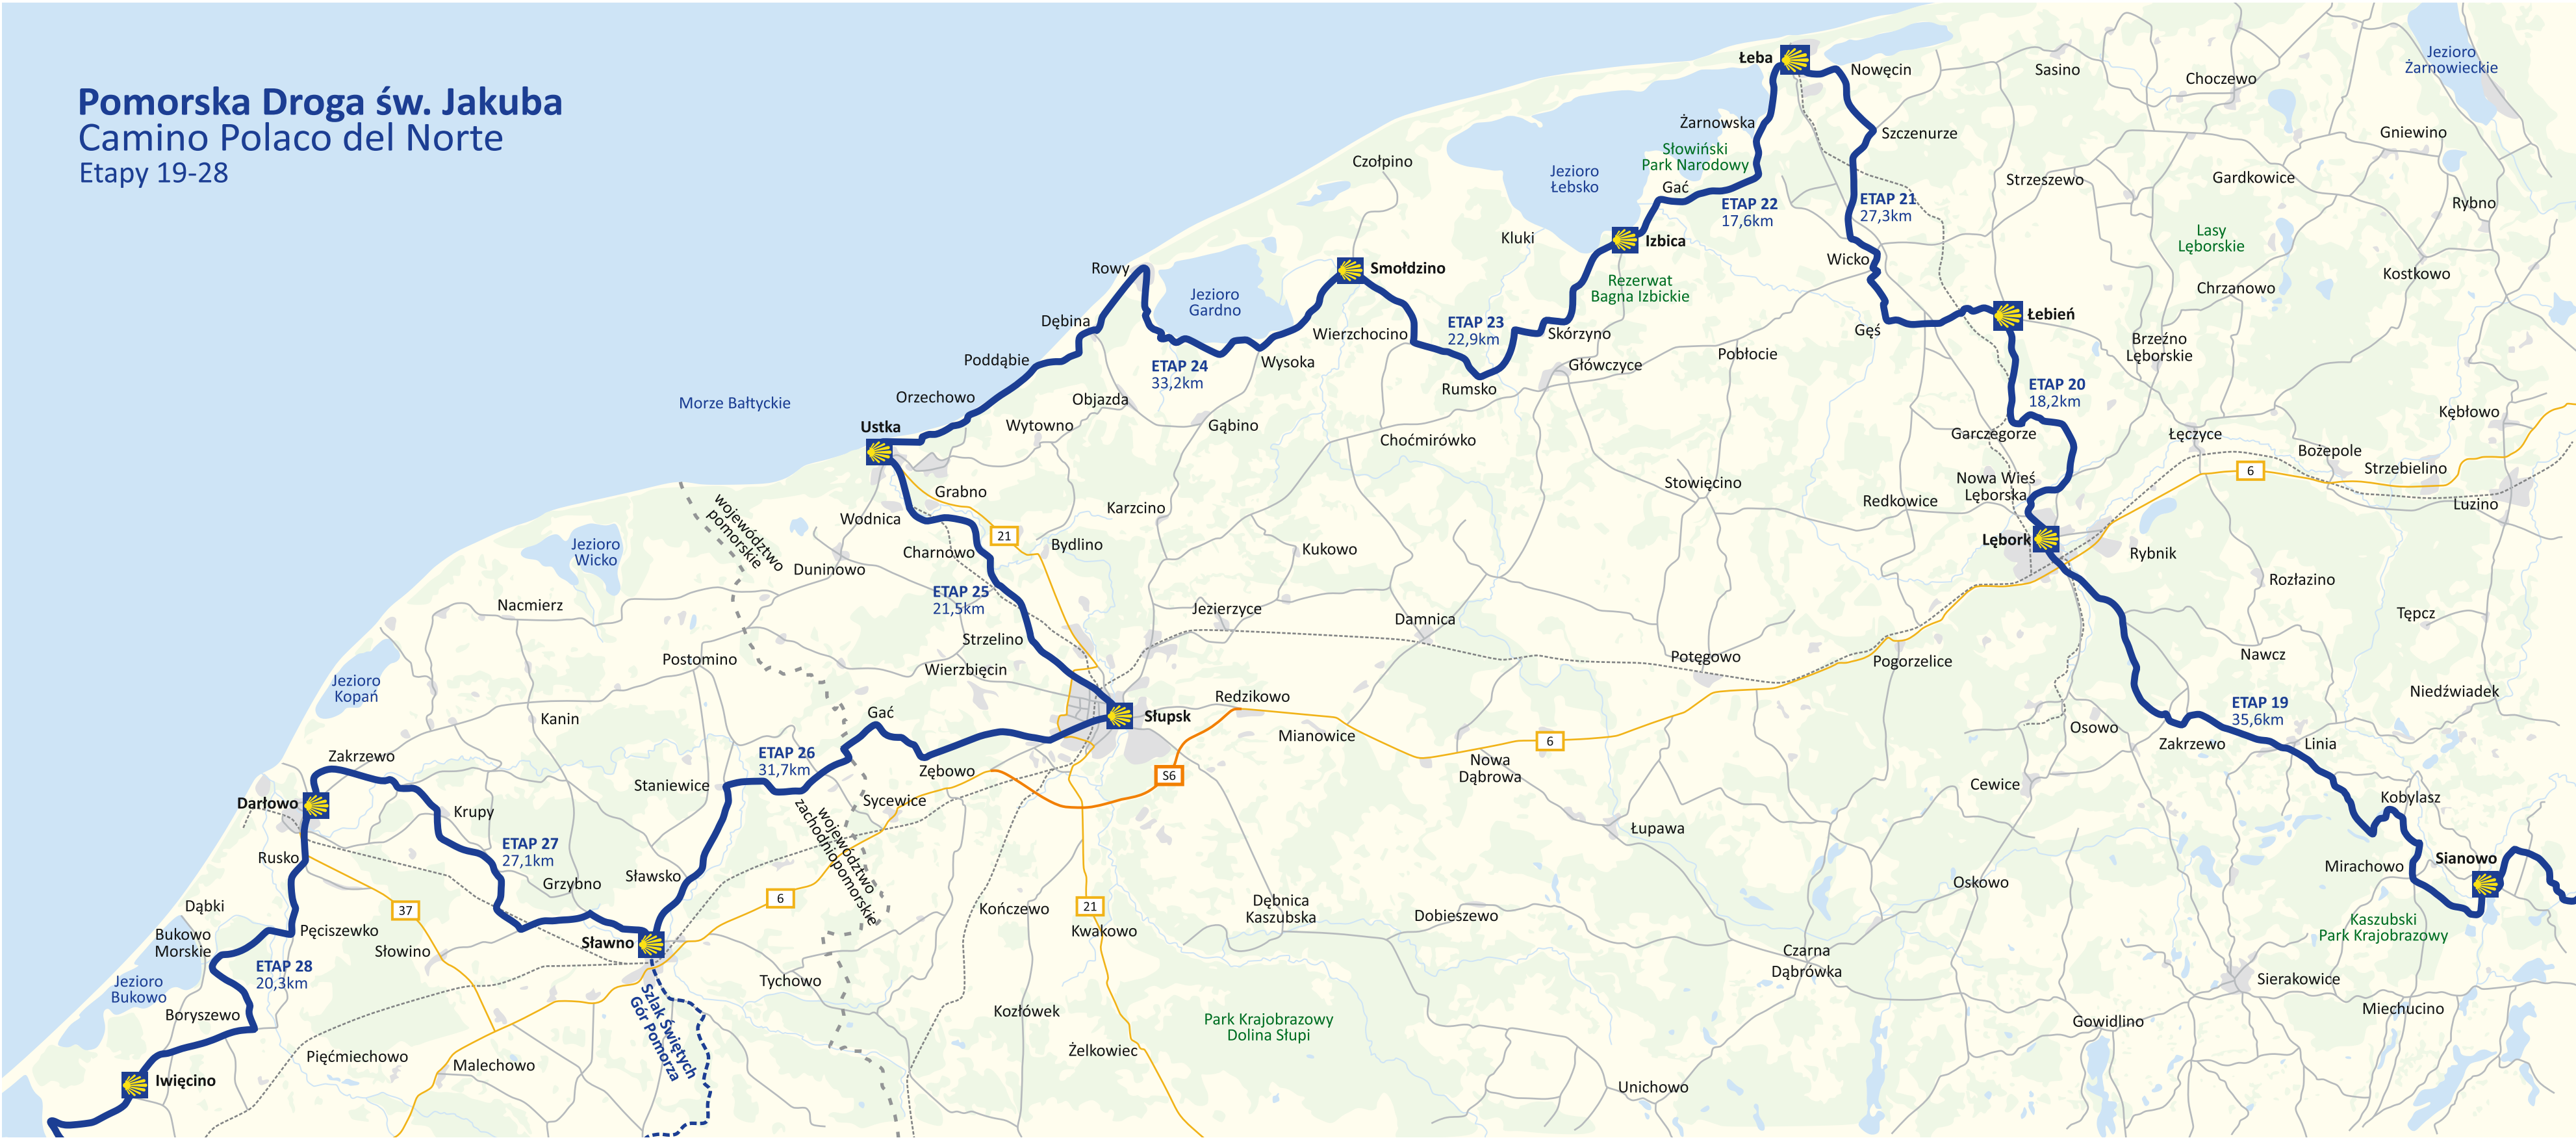 Pomorska Droga św. Jakuba
Camino Polaco del Norte
Etapy 19-28
Łeba
Nowęcin
Sasino
Choczewo
Jezioro
Żarnowieckie
Żarnowska
Szczenurze
Gniewino
Słowiński
Park Narodowy
Czołpino
Jezioro
Łebsko
Gać
ETAP 22
17,6km
ETAP 21
27,3km
Strzeszewo
Gardkowice
Rybno
Kluki
Izbica
Lasy
Lęborskie
Wicko
Kostkowo
Rowy
Smołdzino
Rezerwat
Bagna Izbickie
Chrzanowo
Jezioro
Gardno
Dębina
ETAP 23
22,9km
Wierzchocino
Skórzyno
Gęś
Łebień
Brzeźno
Lęborskie
Poddąbie
ETAP 24
33,2km
Wysoka
Główczyce
Pobłocie
Rumsko
ETAP 20
18,2km
Morze Bałtyckie
Orzechowo
Objazda
Kębłowo
Ustka
Wytowno
Gąbino
Choćmirówko
Garczegorze
Łęczyce
Bożepole
Strzebielino
6
Grabno
Stowięcino
Nowa Wieś
Lęborska
Redkowice
Luzino
województwo
pomorskie
Wodnica
Karzcino
21
Jezioro
Wicko
Charnowo
Bydlino
Kukowo
Lębork
Rybnik
Duninowo
ETAP 25
21,5km
Rozłazino
Nacmierz
Jezierzyce
Damnica
Tępcz
Strzelino
Postomino
Wierzbięcin
Potęgowo
Pogorzelice
Nawcz
Jezioro
Kopań
Redzikowo
Niedźwiadek
Kanin
Gać
Słupsk
ETAP 19
35,6km
Mianowice
6
Osowo
Zakrzewo
Linia
Zakrzewo
ETAP 26
31,7km
Zębowo
S6
Nowa
Dąbrowa
Staniewice
Cewice
Kobylasz
Darłowo
Krupy
Sycewice
województwo
zachodniopomorskie
Łupawa
Rusko
ETAP 27
27,1km
Sianowo
Mirachowo
Grzybno
Sławsko
6
Oskowo
Dąbki
37
Kończewo
21
Kwakowo
Dębnica
Kaszubska
Dobieszewo
Kaszubski
Park Krajobrazowy
Bukowo
Morskie
Pęciszewko
Słowino
Sławno
Czarna
Dąbrówka
ETAP 28
20,3km
Jezioro
Bukowo
Tychowo
Sierakowice
Szlak Świętych
Gór Pomorza
Boryszewo
Kozłówek
Park Krajobrazowy
Dolina Słupi
Gowidlino
Miechucino
Pięćmiechowo
Malechowo
Żelkowiec
Iwięcino
Unichowo